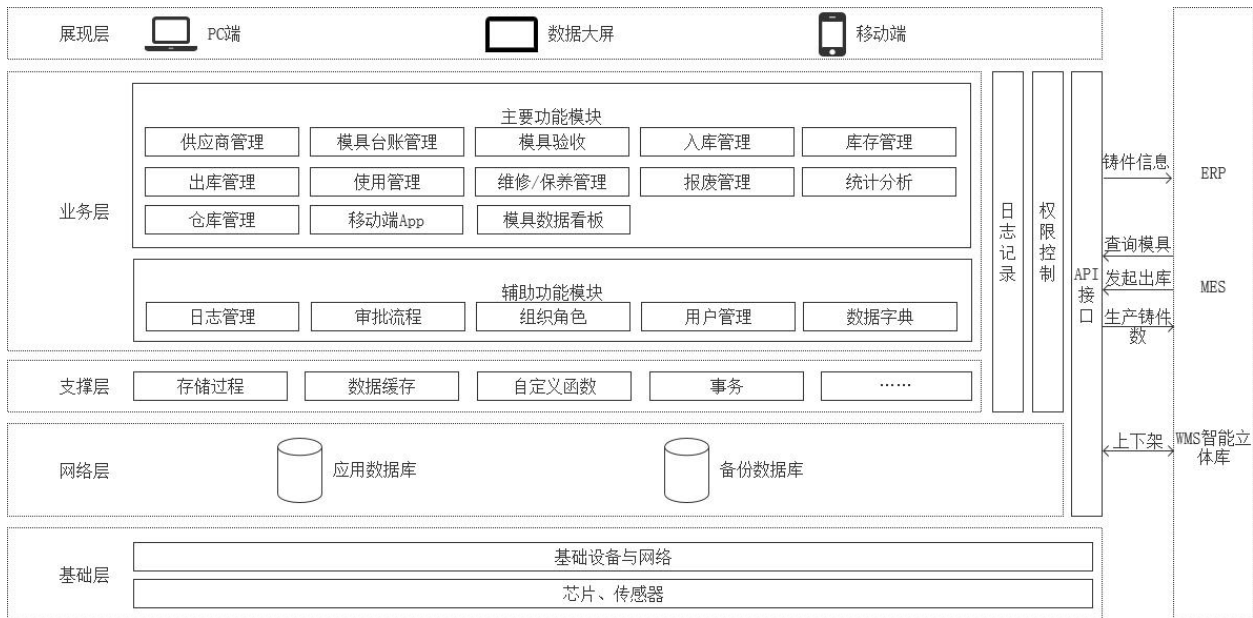 展现层
PC端
数据大屏
移动端
业务层
主要功能模块
供应商管理
模具台账管理
模具验收
入库管理
库存管理
出库管理
使用管理
维修/保养管理
报废管理
统计分析
仓库管理
移动端App
模具数据看板
辅助功能模块
日志管理
审批流程
组织角色
用户管理
数据字典
支撑层
存储过程
数据缓存
自定义函数
事务
……
日志记录
权限控制
API
接
口
网络层
应用数据库
备份数据库
基础层
基础设备与网络
芯片、传感器
铸件信息
ERP
查询模具
发起出库
MES
生产铸件
数
上下架
WMS智能立
体库